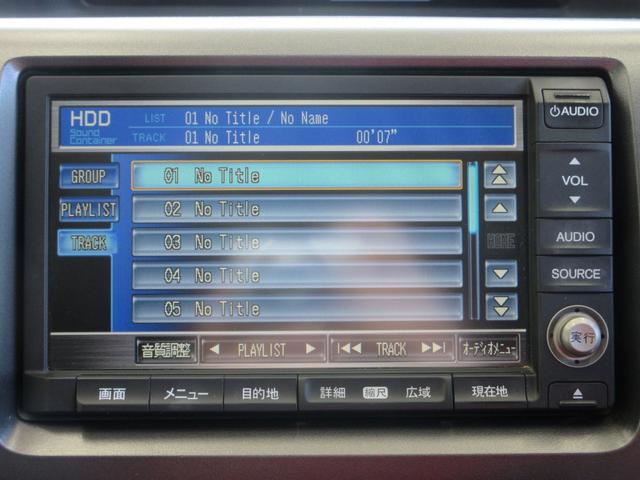 HDD LIST 01 No Title / No Name
Sound Container TRACK 01 No Title 00'07"
AUDIO
GROUP 01 No Title
PLAYLIST 02 No Title
TRACK 03 No Title HOME
04 No Title
05 No Title
VOL
AUDIO
SOURCE
実行
音質調整 PLAYLIST TRACK オーディオメニュー
画面 メニュー 目的地 詳細 縮尺 広域 現在地